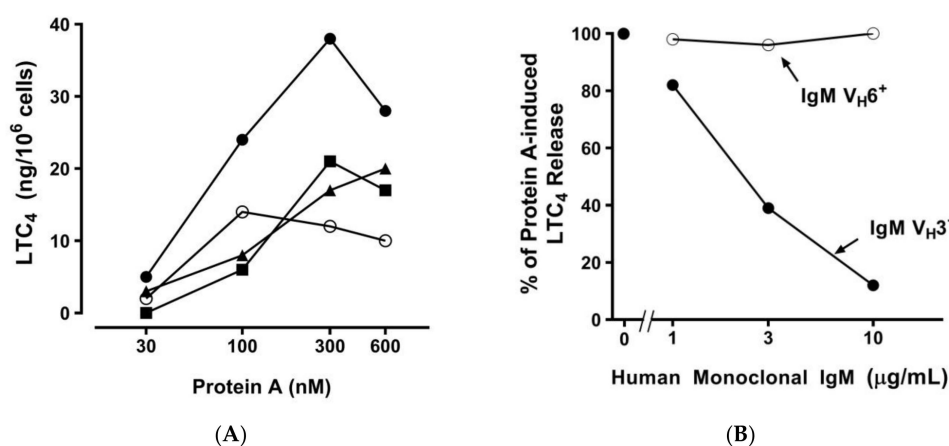 A
40
30
20
10
0
LTC4 (ng/10^6 cells)
30 100 300 600
Protein A (nM)
(A)
B
100
80
60
40
20
0
% of Protein A-induced
LTC4 Release
IgM VH6+
IgM VH3+
0 1 3 10
Human Monoclonal IgM (μg/mL)
(B)